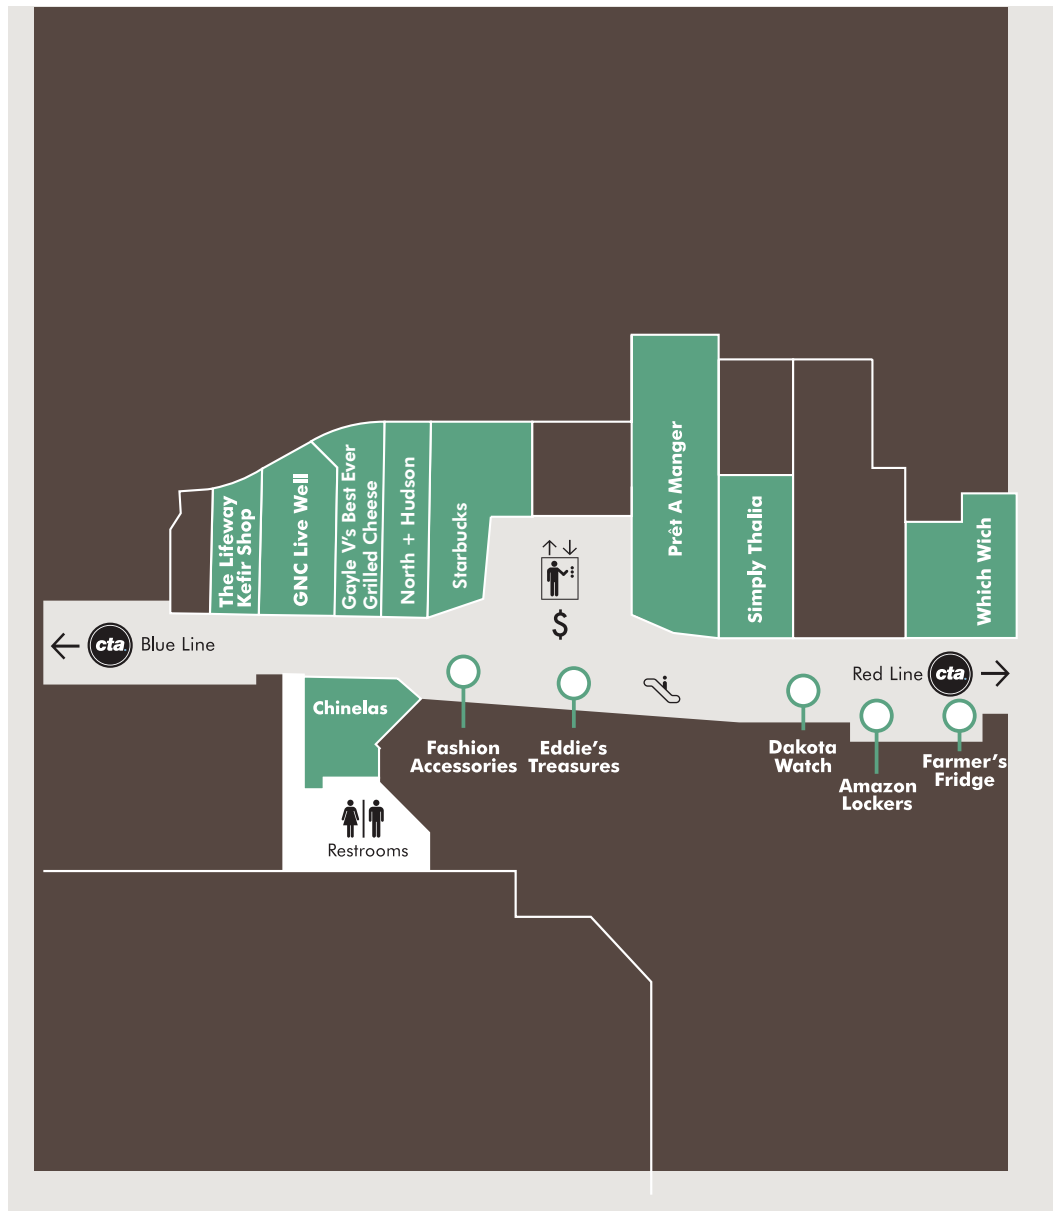 The Lifeway
Kefir Shop
GNC Live Well
Gayle V's Best Ever
Grilled Cheese
North + Hudson
Starbucks
Prêt A Manger
Simply Thalia
Which Wich
$
cta
Blue Line
Red Line
cta
Chinelas
Fashion
Accessories
Eddie's
Treasures
Dakota
Watch
Amazon
Lockers
Farmer's
Fridge
Restrooms